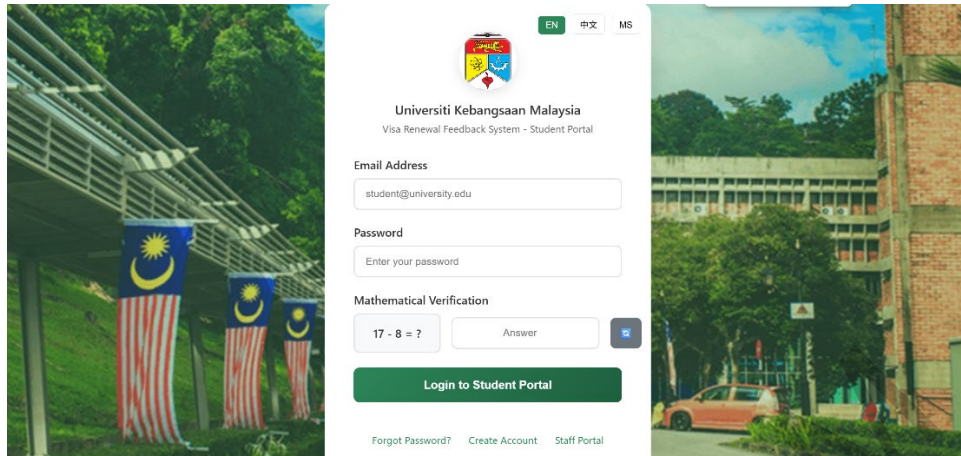 EN 中文 MS
Universiti Kebangsaan Malaysia
Visa Renewal Feedback System - Student Portal
Email Address
student@university.edu
Password
Enter your password
Mathematical Verification
17 - 8 = ?
Answer
Login to Student Portal
Forgot Password? Create Account Staff Portal